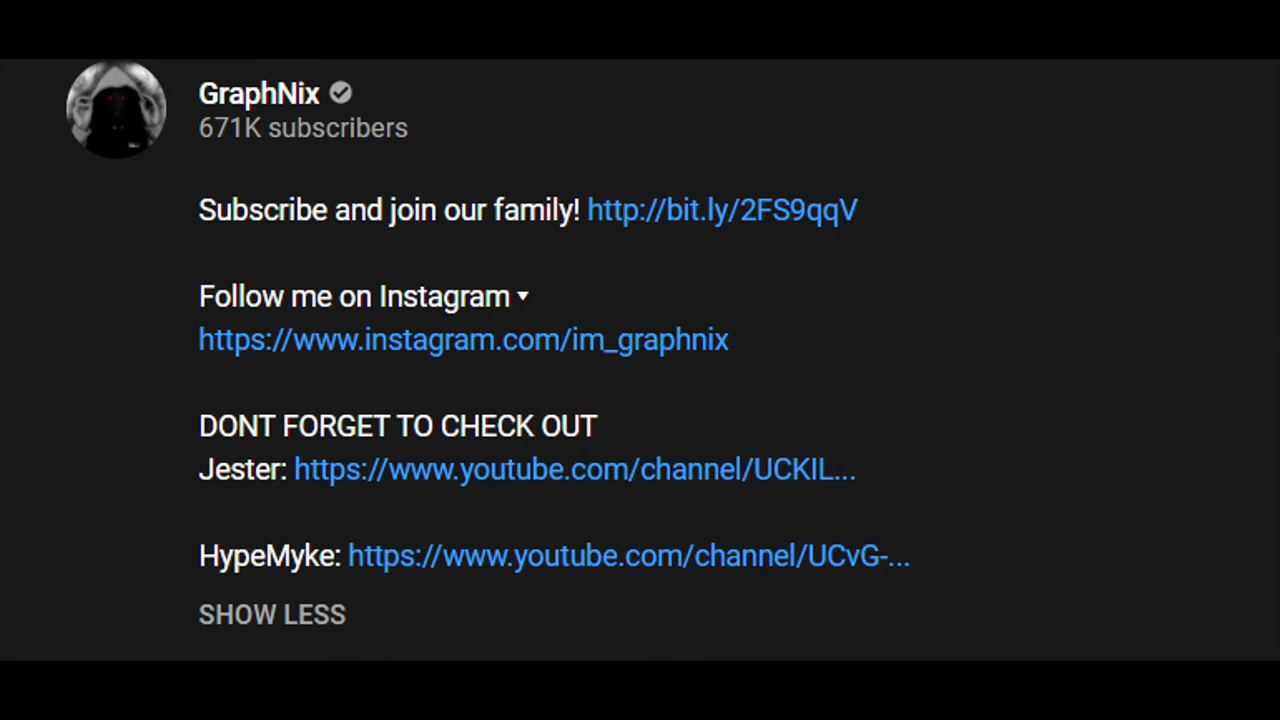 GraphNix
671K subscribers
Subscribe and join our family! http://bit.ly/2FS9qqV
Follow me on Instagram ▾
https://www.instagram.com/im_graphnix
DONT FORGET TO CHECK OUT
Jester: https://www.youtube.com/channel/UCKIL...
HypeMyke: https://www.youtube.com/channel/UCvG-...
SHOW LESS